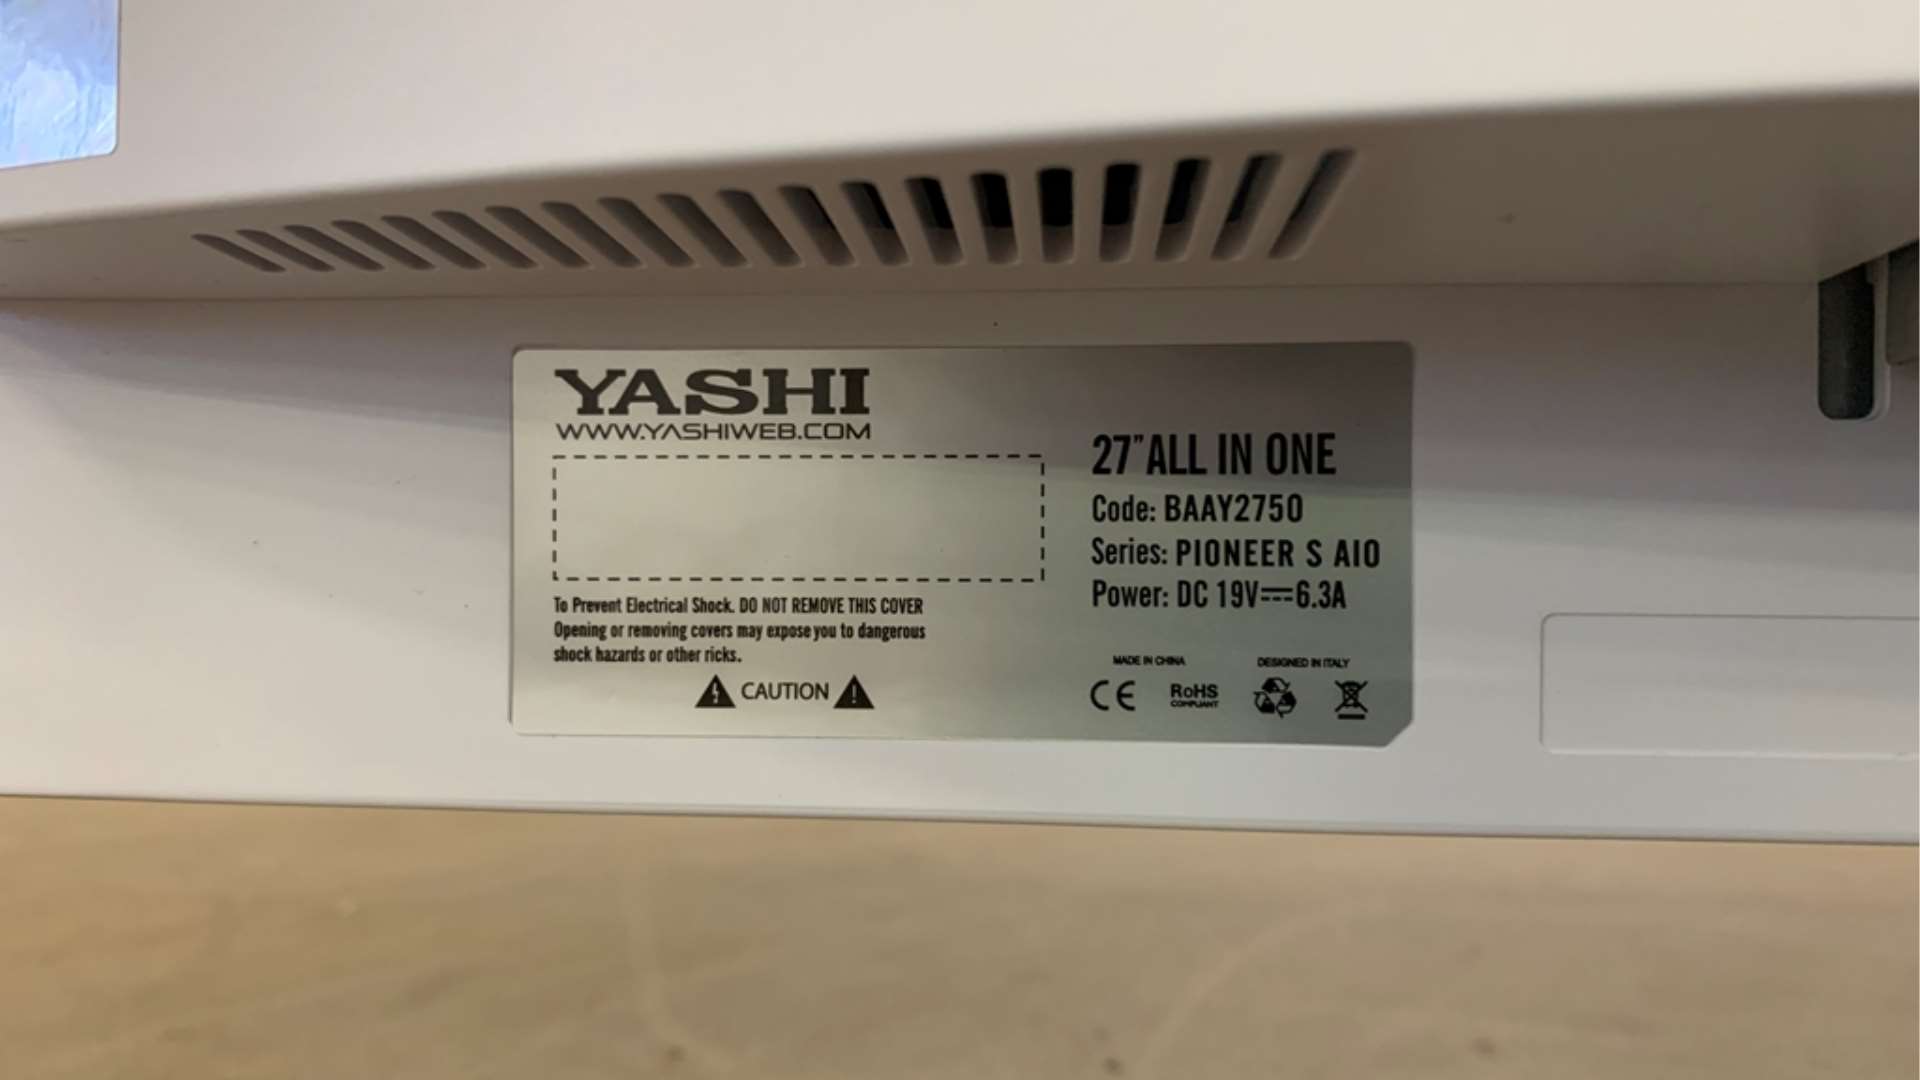 YASHI
WWW.YASHIWEB.COM
27"ALL IN ONE
Code: BAAY2750
Series: PIONEER S AIO
Power: DC 19V⎓6.3A
To Prevent Electrical Shock. DO NOT REMOVE THIS COVER
Opening or removing covers may expose you to dangerous
shock hazards or other ricks.
CAUTION
MADE IN CHINA
DESIGNED IN ITALY
CE
RoHS
COMPLIANT